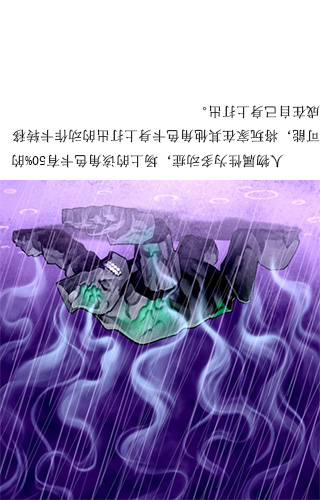 人物属性为多动症，场上的该角色卡有50%的
可能，将玩家在其他角色卡身上打出的动作卡转移
成在自己身上打出。